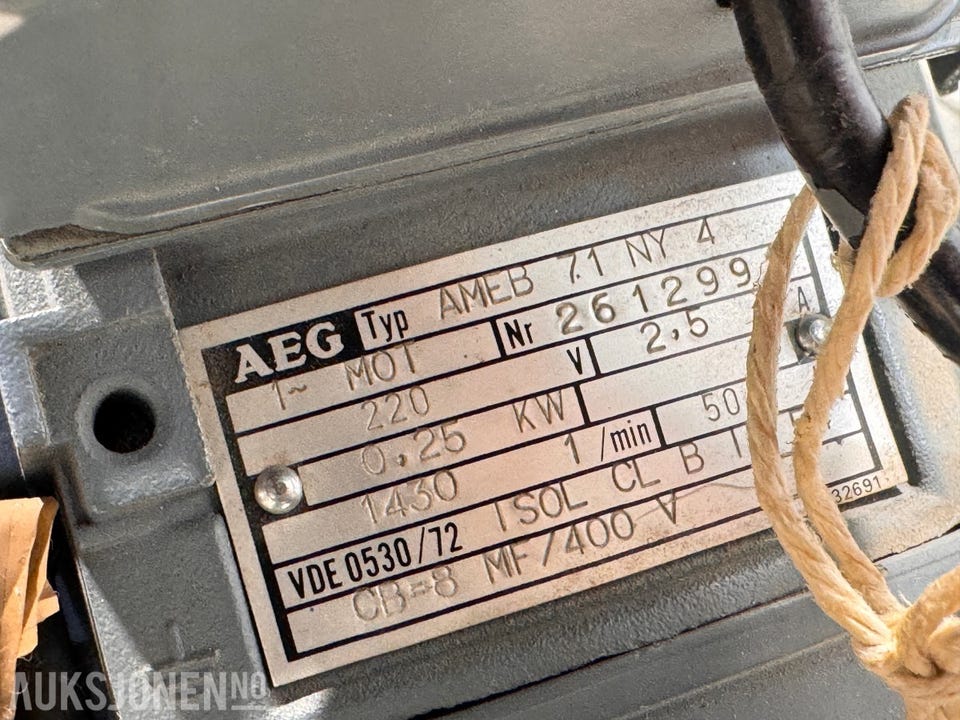 AEG Typ AMEB 71 NY 4
1~ MOT Nr 261299
220 V 2,5 A
0.25 KW
1430 1/min 50
VDE 0530/72 ISOL CL B
CB=8 MF/400 V
32691
AUKSJONEN.NO